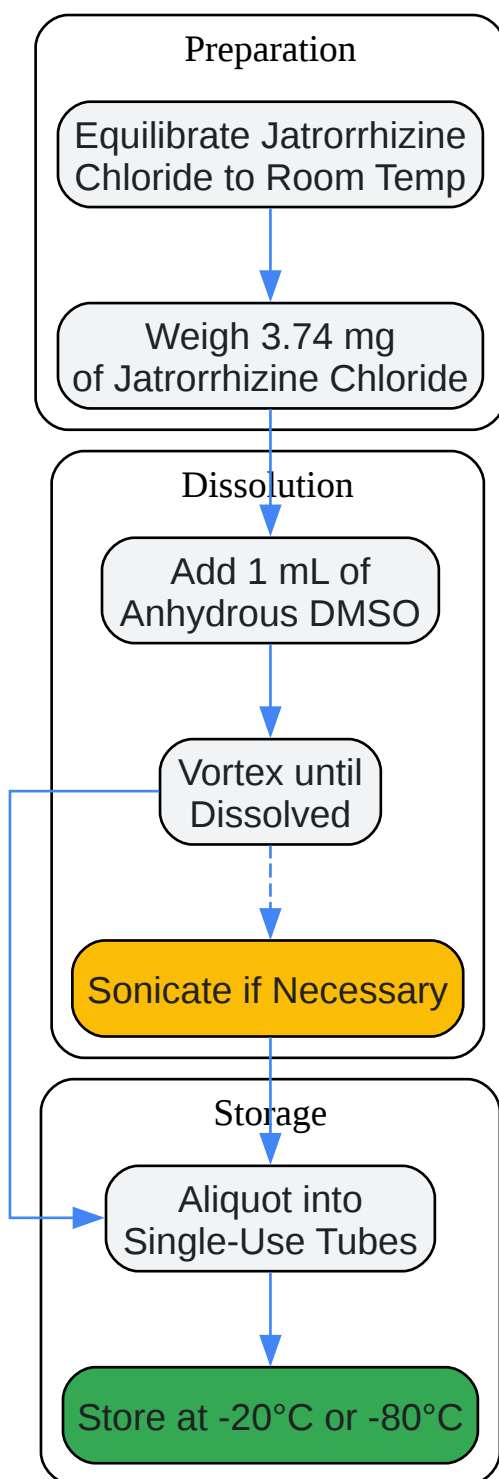 Preparation
Equilibrate Jatrorrhizine
Chloride to Room Temp
Weigh 3.74 mg
of Jatrorrhizine Chloride
Dissolution
Add 1 mL of
Anhydrous DMSO
Vortex until
Dissolved
Sonicate if Necessary
Storage
Aliquot into
Single-Use Tubes
Store at -20°C or -80°C